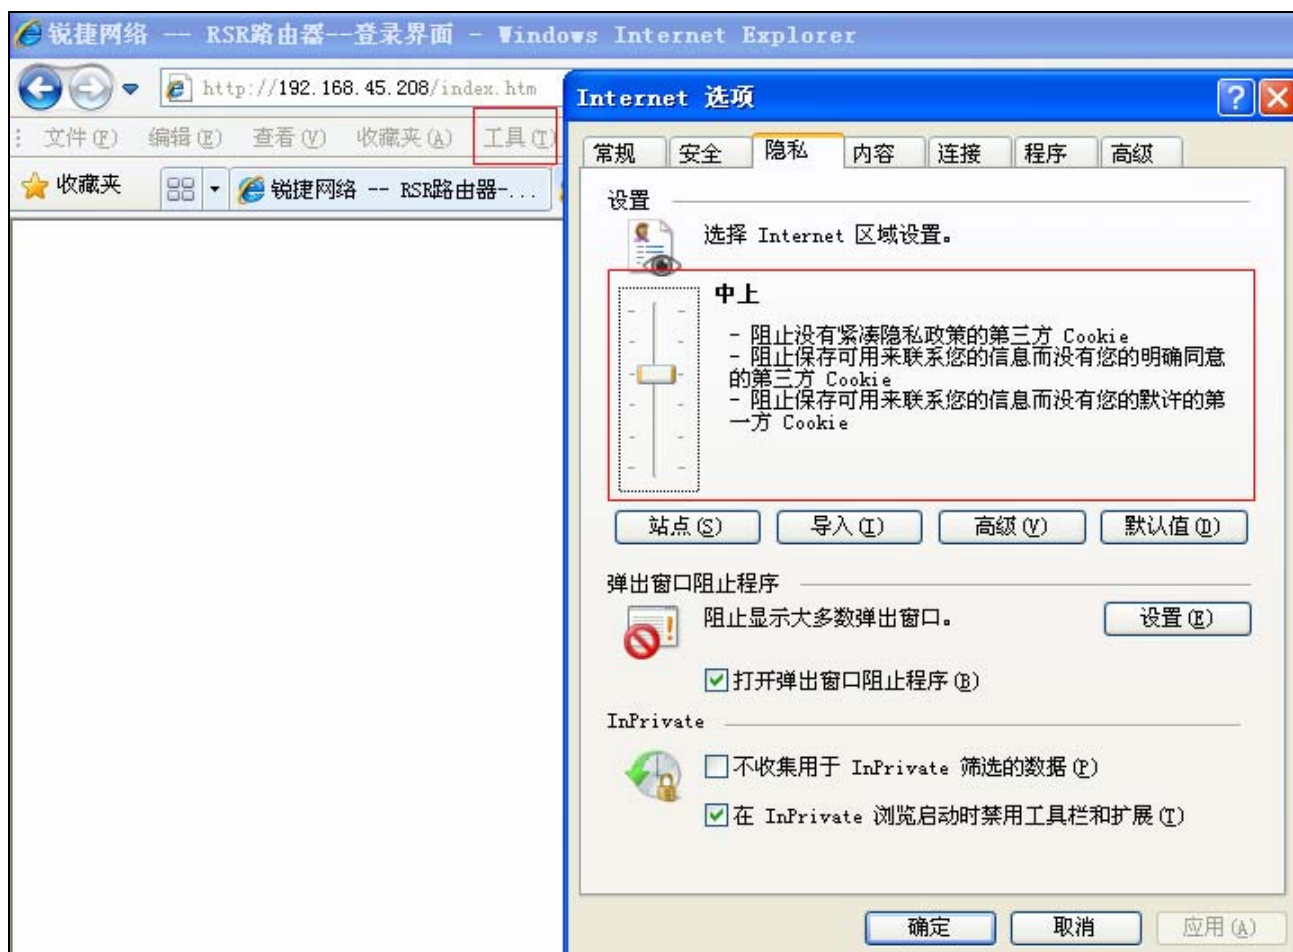 锐捷网络 -- RSR路由器--登录界面 - Windows Internet Explorer
http://192.168.45.208/index.htm
文件(F) 编辑(E) 查看(V) 收藏夹(A) 工具(T)
收藏夹 锐捷网络 -- RSR路由器-...
Internet 选项
常规 安全 隐私 内容 连接 程序 高级
设置
选择 Internet 区域设置。
中上
- 阻止没有紧凑隐私政策的第三方 Cookie
- 阻止保存可用来联系您的信息而没有您的明确同意
的第三方 Cookie
- 阻止保存可用来联系您的信息而没有您的默许的第
一方 Cookie
站点(S) 导入(I) 高级(V) 默认值(D)
弹出窗口阻止程序
阻止显示大多数弹出窗口。 设置(E)
打开弹出窗口阻止程序(B)
InPrivate
不收集用于 InPrivate 筛选的数据(P)
在 InPrivate 浏览启动时禁用工具栏和扩展(T)
确定 取消 应用(A)